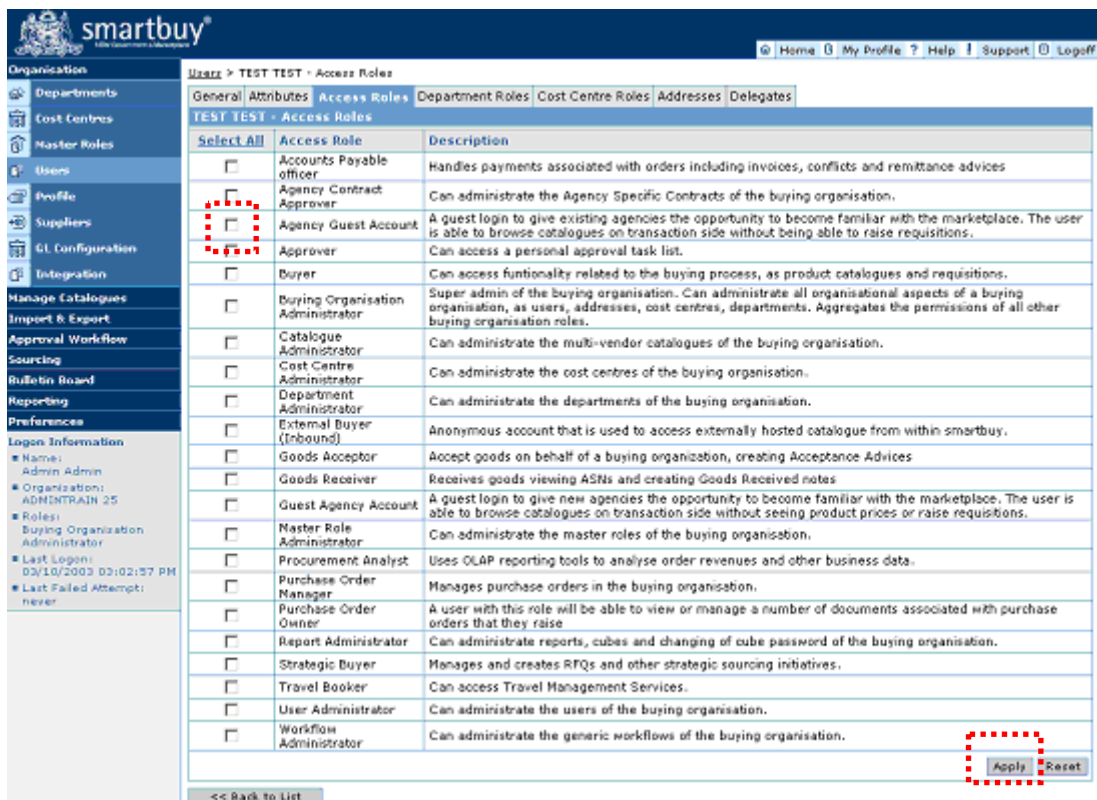 smartbuy®
Home My Profile ? Help ! Support Logoff
Organisation
Departments
Cost Centres
Master Roles
Users
Profile
Suppliers
GL Configuration
Integration
Manage Catalogues
Import & Export
Approval Workflow
Sourcing
Bulletin Board
Reporting
Preferences
Logon Information
Name:
Admin Admin
Organisation:
ADMINTRAIN 25
Roles:
Buying Organisation
Administrator
Last Logon:
03/10/2003 03:02:57 PM
Last Failed Attempt:
never
Users > TEST TEST - Access Roles
General Attributes Access Roles Department Roles Cost Centre Roles Addresses Delegates
TEST TEST - Access Roles
Select All Access Role Description
Accounts Payable
officer
Handles payments associated with orders including invoices, conflicts and remittance advices
Agency Contract
Approver
Can administrate the Agency Specific Contracts of the buying organisation.
Agency Guest Account
A guest login to give existing agencies the opportunity to become familiar with the marketplace. The user
is able to browse catalogues on transaction side without being able to raise requisitions.
Approver
Can access a personal approval task list.
Buyer
Can access funtionality related to the buying process, as product catalogues and requisitions.
Buying Organisation
Administrator
Super admin of the buying organisation. Can administrate all organisational aspects of a buying
organisation, as users, addresses, cost centres, departments. Aggregates the permissions of all other
buying organisation roles.
Catalogue
Administrator
Can administrate the multi-vendor catalogues of the buying organisation.
Cost Centre
Administrator
Can administrate the cost centres of the buying organisation.
Department
Administrator
Can administrate the departments of the buying organisation.
External Buyer
(Inbound)
Anonymous account that is used to access externally hosted catalogue from within smartbuy.
Goods Acceptor
Accept goods on behalf of a buying organization, creating Acceptance Advices
Goods Receiver
Receives goods viewing ASNs and creating Goods Received notes
Guest Agency Account
A guest login to give new agencies the opportunity to become familiar with the marketplace. The user is
able to browse catalogues on transaction side without seeing product prices or raise requisitions.
Master Role
Administrator
Can administrate the master roles of the buying organisation.
Procurement Analyst
Uses OLAP reporting tools to analyse order revenues and other business data.
Purchase Order
Manager
Manages purchase orders in the buying organisation.
Purchase Order
Owner
A user with this role will be able to view or manage a number of documents associated with purchase
orders that they raise
Report Administrator
Can administrate reports, cubes and changing of cube password of the buying organisation.
Strategic Buyer
Manages and creates RFQs and other strategic sourcing initiatives.
Travel Booker
Can access Travel Management Services.
User Administrator
Can administrate the users of the buying organisation.
Workflow
Administrator
Can administrate the generic workflows of the buying organisation.
Apply Reset
<< Back to List